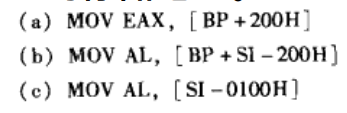 (a) MOV EAX, [BP+200H]
(b) MOV AL, [BP+SI-200H]
(c) MOV AL, [SI-0100H]